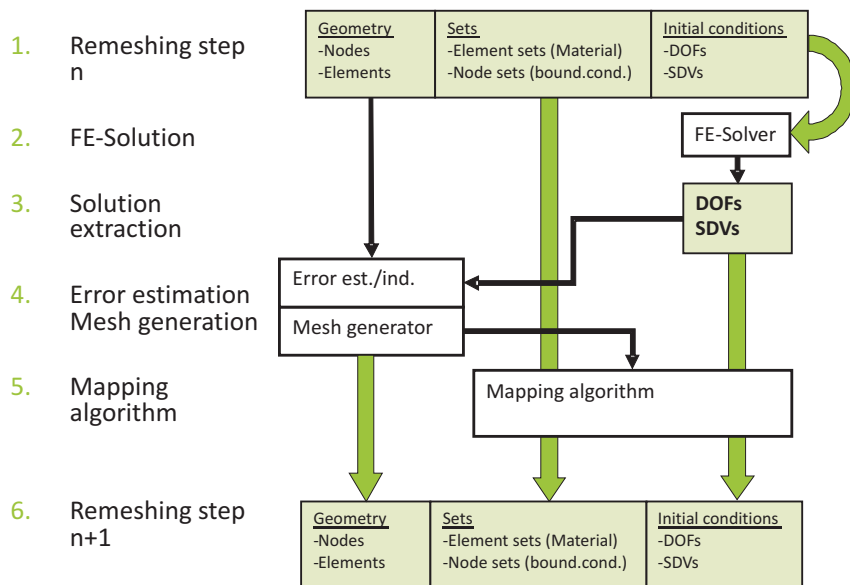 1. Remeshing step
n
Geometry
-Nodes
-Elements
Sets
-Element sets (Material)
-Node sets (bound.cond.)
Initial conditions
-DOFs
-SDVs
2. FE-Solution
FE-Solver
3. Solution
extraction
DOFs
SDVs
4. Error estimation
Mesh generation
Error est./ind.
Mesh generator
5. Mapping
algorithm
Mapping algorithm
6. Remeshing step
n+1
Geometry
-Nodes
-Elements
Sets
-Element sets (Material)
-Node sets (bound.cond.)
Initial conditions
-DOFs
-SDVs